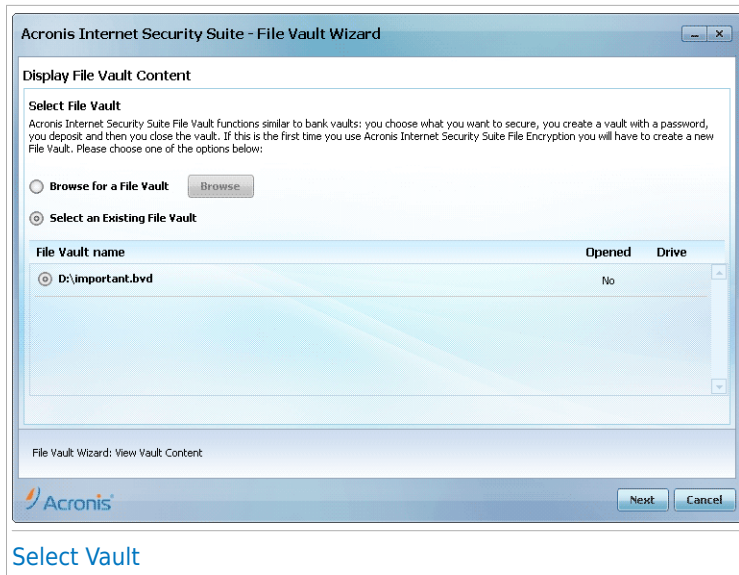 Acronis Internet Security Suite - File Vault Wizard
Display File Vault Content
Select File Vault
Acronis Internet Security Suite File Vault functions similar to bank vaults: you choose what you want to secure, you create a vault with a password,
you deposit and then you close the vault. If this is the first time you use Acronis Internet Security Suite File Encryption you will have to create a new
File Vault. Please choose one of the options below:
Browse for a File Vault Browse
Select an Existing File Vault
File Vault name Opened Drive
D:\important.bvd No
File Vault Wizard: View Vault Content
Acronis Next Cancel
Select Vault